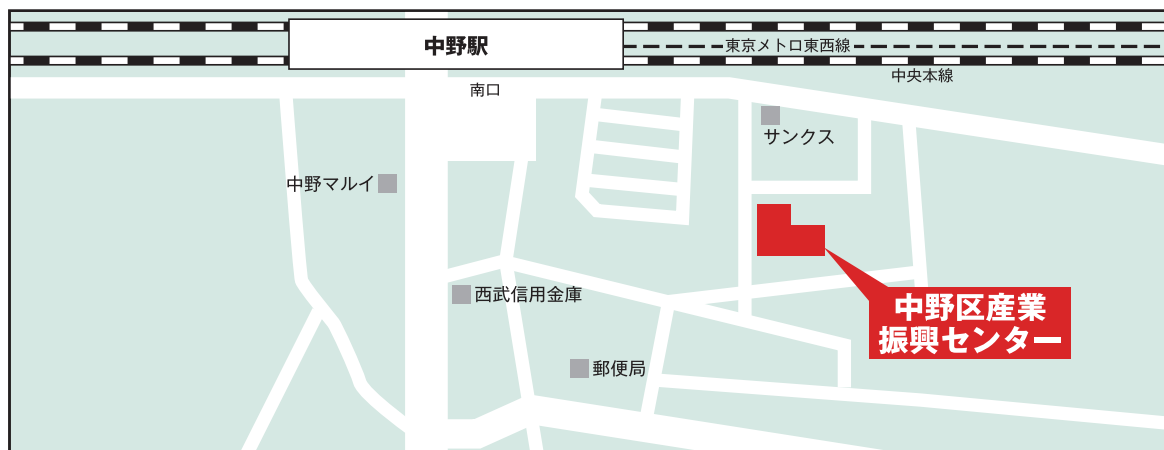 中野駅
東京メトロ東西線
中央本線
南口
サンクス
中野マルイ
西武信用金庫
中野区産業
振興センター
郵便局